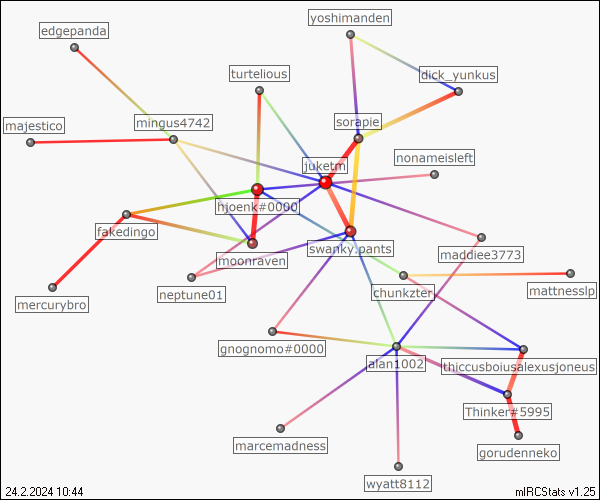 yoshimanden
edgepanda
turtelious
dick_yunkus
majestico
mingus4742
sorapie
nonameisleft
juketm
hjoenk#0000
fakedingo
moonraven
swanky.pants
maddiee3773
mercurybro
neptune01
chunkzter
mattnesslp
gnognomo#0000
alan1002
thiccusboiusalexusjoneus
Thinker#5995
marcemadness
gorudenneko
wyatt8112
24.2.2024 10:44
mIRCStats v1.25